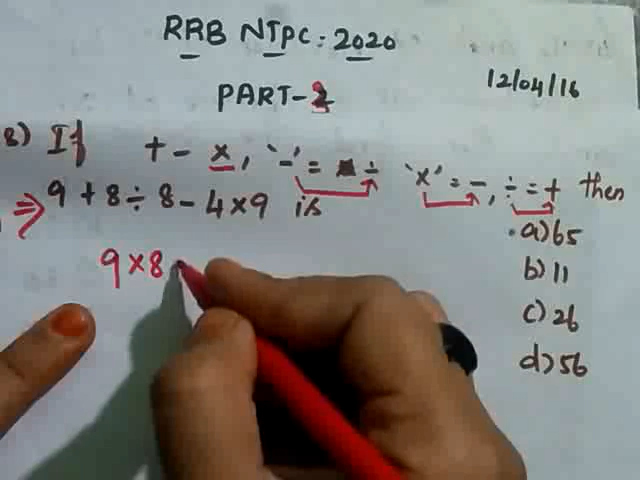 RRB NTPC: 2020
12/04/16
PART-2
8) If + - x, '-' = ÷ 'x' = -, ÷ = + then
⇒ 9 + 8 ÷ 8 - 4 × 9 is
a) 65
9 × 8
b) 11
c) 26
d) 56